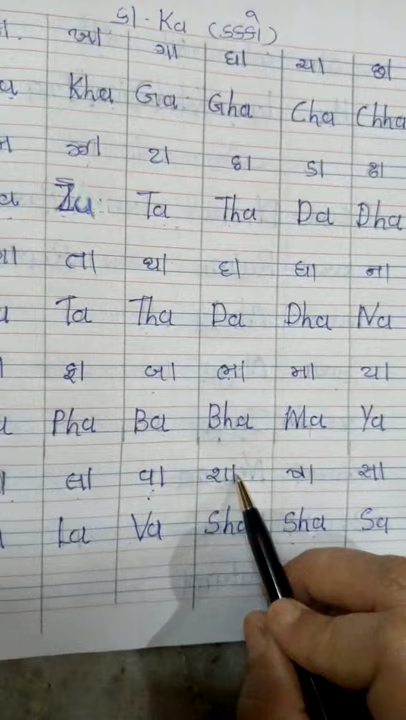 કા - Ka (ક્કકો)
ખા ગા ઘા ચા છા
Kha Ga Gha Cha Chha
ઝા ટા ઠા ડા ઢા
Za Ta Tha Da Dha
તા થા દા ધા ના
Ta Tha Da Dha Na
ફા બા ભા મા યા
Pha Ba Bha Ma Ya
લા વા શા ષા સા
La Va Sha Sha Sa